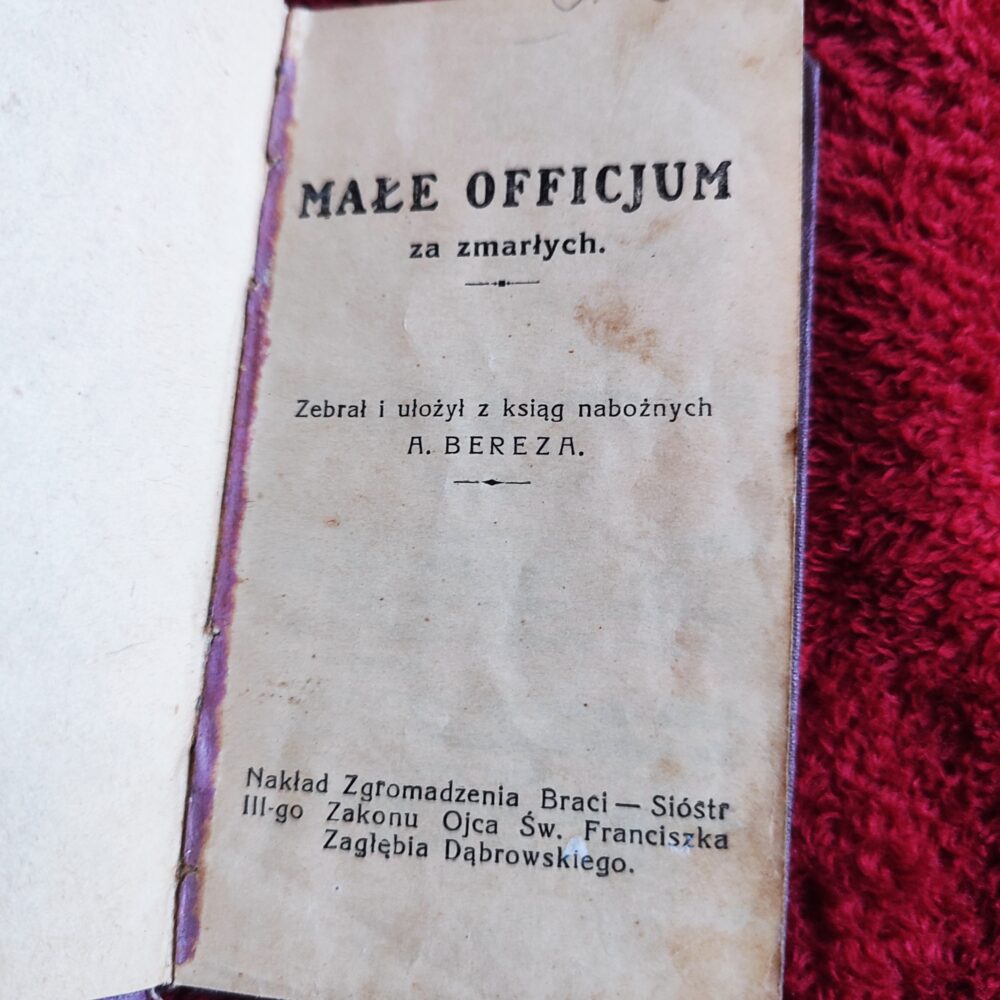 MAŁE OFFICJUM
za zmarłych.
Zebrał i ułożył z ksiąg nabożnych
A. BEREZA.
Nakład Zgromadzenia Braci — Sióstr
III-go Zakonu Ojca Św. Franciszka
Zagłębia Dąbrowskiego.